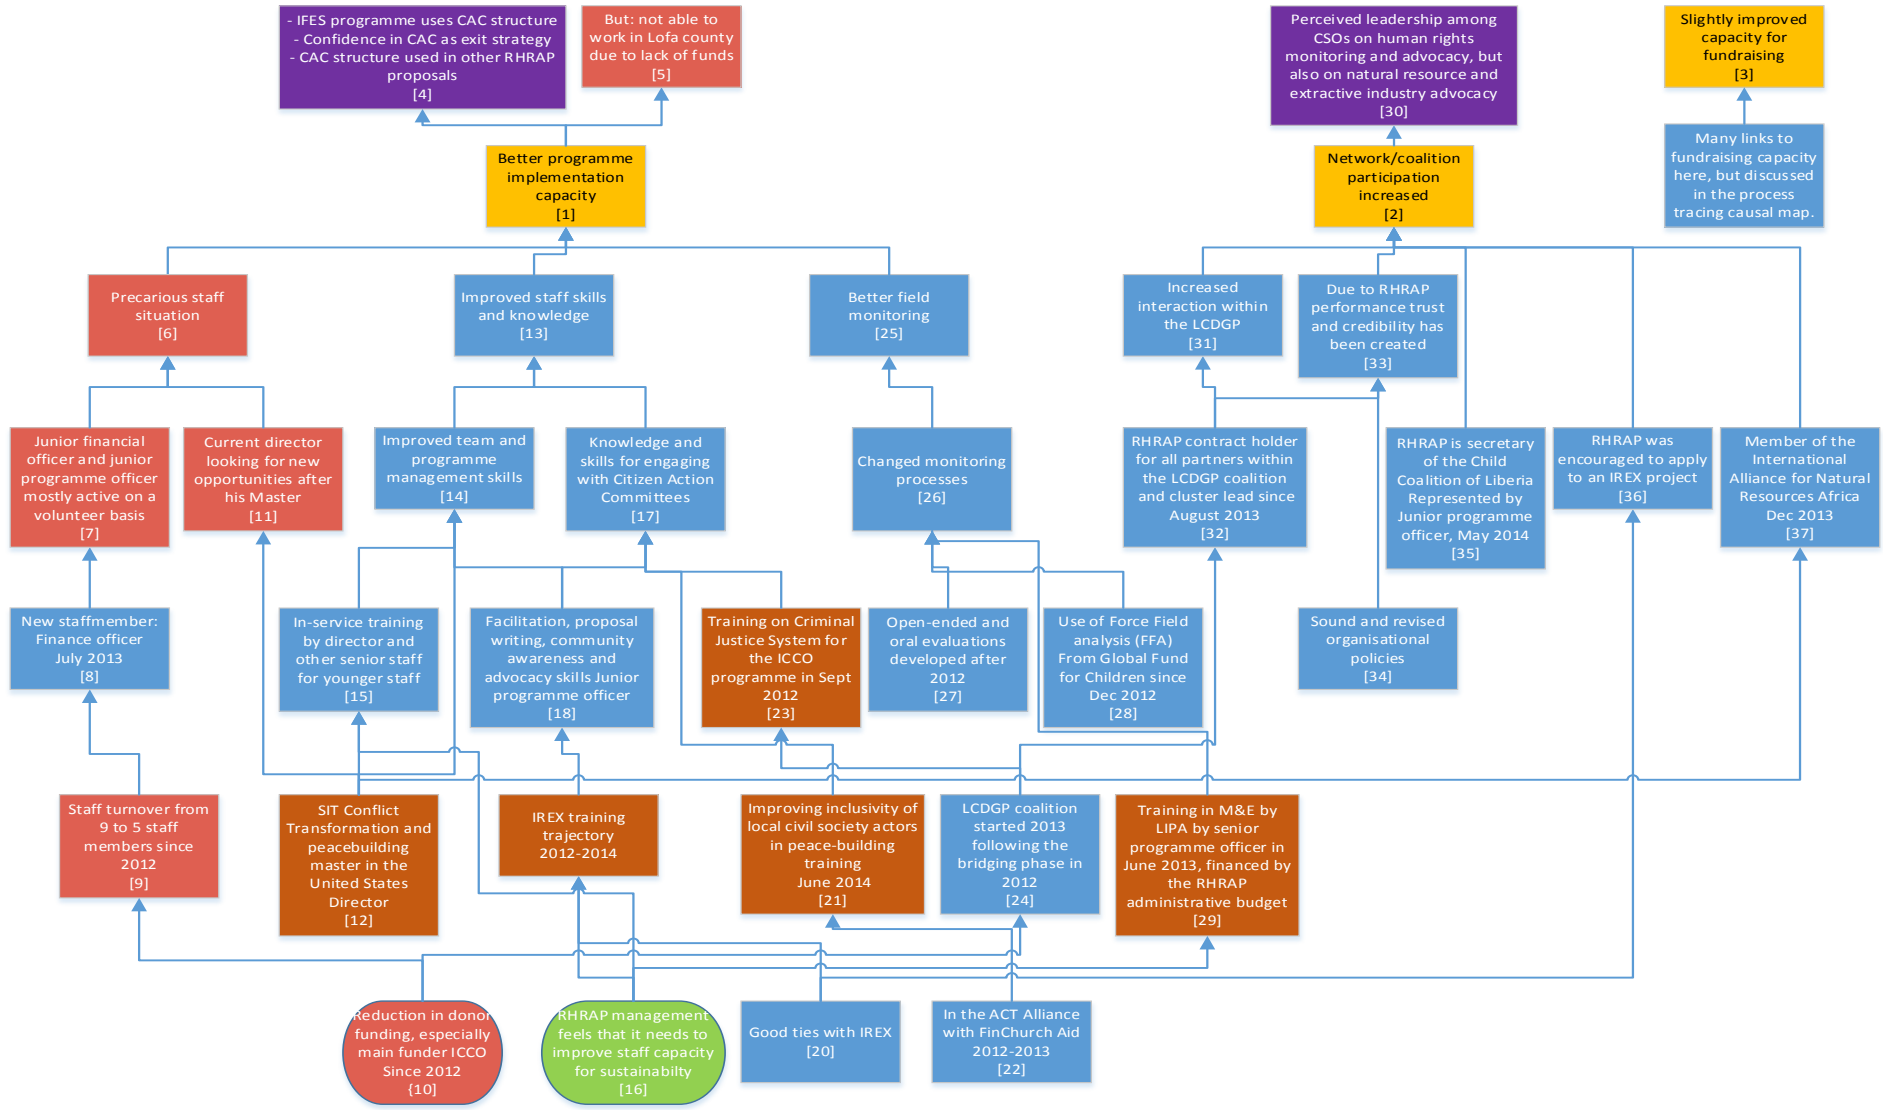 - IFES programme uses CAC structure
- Confidence in CAC as exit strategy
- CAC structure used in other RHRAP
proposals
[4]
But: not able to
work in Lofa county
due to lack of funds
[5]
Perceived leadership among
CSOs on human rights
monitoring and advocacy, but
also on natural resource and
extractive industry advocacy
[30]
Slightly improved
capacity for
fundraising
[3]
Better programme
implementation
capacity
[1]
Network/coalition
participation
increased
[2]
Many links to
fundraising capacity
here, but discussed
in the process
tracing causal map.
Precarious staff
situation
[6]
Improved staff skills
and knowledge
[13]
Better field
monitoring
[25]
Increased
interaction within
the LCDGP
[31]
Due to RHRAP
performance trust
and credibility has
been created
[33]
Junior financial
officer and junior
programme officer
mostly active on a
volunteer basis
[7]
Current director
looking for new
opportunities after
his Master
[11]
Improved team and
programme
management skills
[14]
Knowledge and
skills for engaging
with Citizen Action
Committees
[17]
Changed monitoring
processes
[26]
RHRAP contract holder
for all partners within
the LCDGP coalition
and cluster lead since
August 2013
[32]
RHRAP is secretary
of the Child
Coalition of Liberia
Represented by
Junior programme
officer, May 2014
[35]
RHRAP was
encouraged to apply
to an IREX project
[36]
Member of the
International
Alliance for Natural
Resources Africa
Dec 2013
[37]
New staffmember:
Finance officer
July 2013
[8]
In-service training
by director and
other senior staff
for younger staff
[15]
Facilitation, proposal
writing, community
awareness and
advocacy skills Junior
programme officer
[18]
Training on Criminal
Justice System for
the ICCO
programme in Sept
2012
[23]
Open-ended and
oral evaluations
developed after
2012
[27]
Use of Force Field
analysis (FFA)
From Global Fund
for Children since
Dec 2012
[28]
Sound and revised
organisational
policies
[34]
Staff turnover from
9 to 5 staff
members since
2012
[9]
SIT Conflict
Transformation and
peacebuilding
master in the
United States
Director
[12]
IREX training
trajectory
2012-2014
Improving inclusivity of
local civil society actors
in peace-building
training
June 2014
[21]
LCDGP coalition
started 2013
following the
bridging phase in
2012
[24]
Training in M&E by
LIPA by senior
programme officer in
June 2013, financed by
the RHRAP
administrative budget
[29]
Reduction in donor
funding, especially
main funder ICCO
Since 2012
{10]
RHRAP management
feels that it needs to
improve staff capacity
for sustainabilty
[16]
Good ties with IREX
[20]
In the ACT Alliance
with FinChurch Aid
2012-2013
[22]